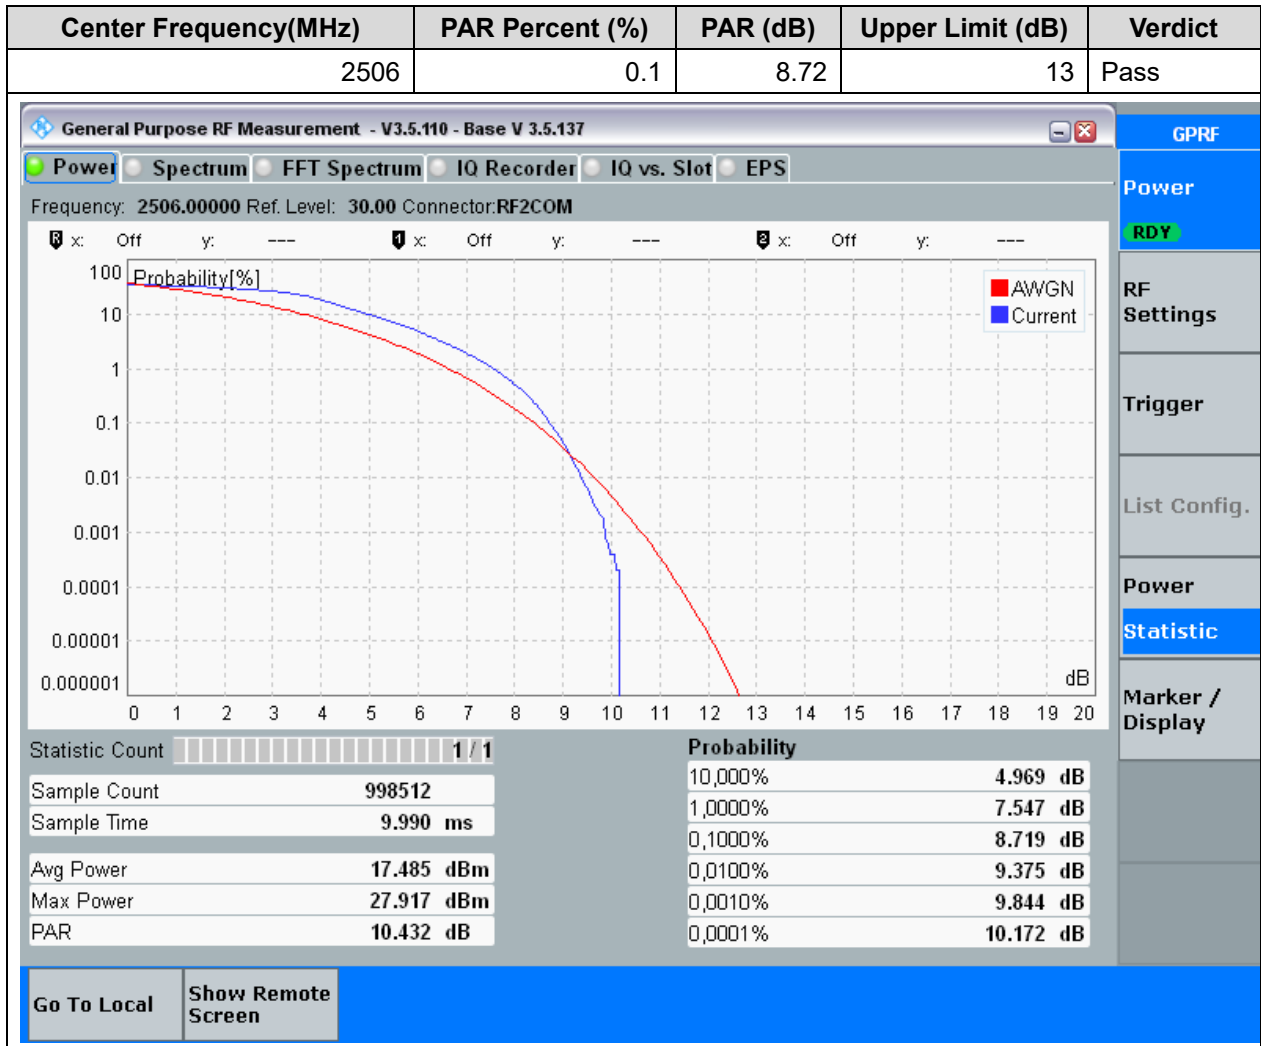 Center Frequency(MHz) PAR Percent (%) PAR (dB) Upper Limit (dB) Verdict
2506 0.1 8.72 13 Pass
General Purpose RF Measurement - V3.5.110 - Base V 3.5.137
GPRF
Power Spectrum FFT Spectrum IQ Recorder IQ vs. Slot EPS
Power
RDY
Frequency: 2506.00000 Ref. Level: 30.00 Connector:RF2COM
R x: Off y: --- 1 x: Off y: --- 2 x: Off y: ---
Probability[%]
AWGN
Current
100
10
1
0.1
0.01
0.001
0.0001
0.00001
0.000001
dB
0 1 2 3 4 5 6 7 8 9 10 11 12 13 14 15 16 17 18 19 20
RF
Settings
Trigger
List Config.
Power
Statistic
Marker /
Display
Statistic Count 1 / 1
Sample Count 998512
Sample Time 9.990 ms
Avg Power 17.485 dBm
Max Power 27.917 dBm
PAR 10.432 dB
Probability
10,000% 4.969 dB
1,0000% 7.547 dB
0,1000% 8.719 dB
0,0100% 9.375 dB
0,0010% 9.844 dB
0,0001% 10.172 dB
Go To Local
Show Remote
Screen